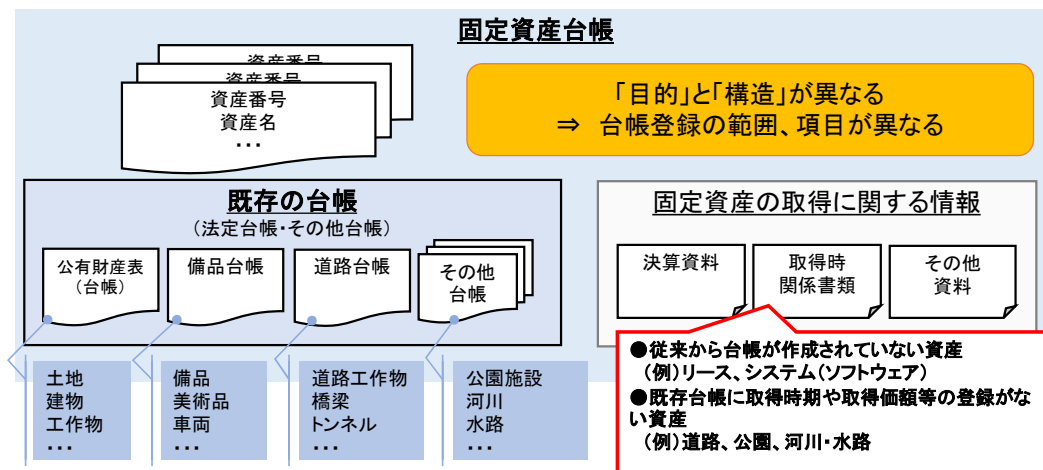 固定資産台帳
資産番号
資産番号
資産番号
資産名
・・・
「目的」と「構造」が異なる
⇒ 台帳登録の範囲、項目が異なる
既存の台帳
（法定台帳・その他台帳）
公有財産表
（台帳）
備品台帳
道路台帳
その他
台帳
土地
建物
工作物
・・・
備品
美術品
車両
・・・
道路工作物
橋梁
トンネル
・・・
公園施設
河川
水路
・・・
固定資産の取得に関する情報
決算資料
取得時
関係書類
その他
資料
●従来から台帳が作成されていない資産
（例）リース、システム（ソフトウェア）
●既存台帳に取得時期や取得価額等の登録がな
い資産
（例）道路、公園、河川・水路